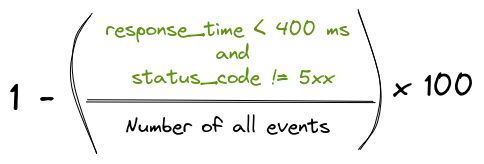 response_time < 400 ms
and
status_code != 5xx
1 - ( ) x 100
Number of all events